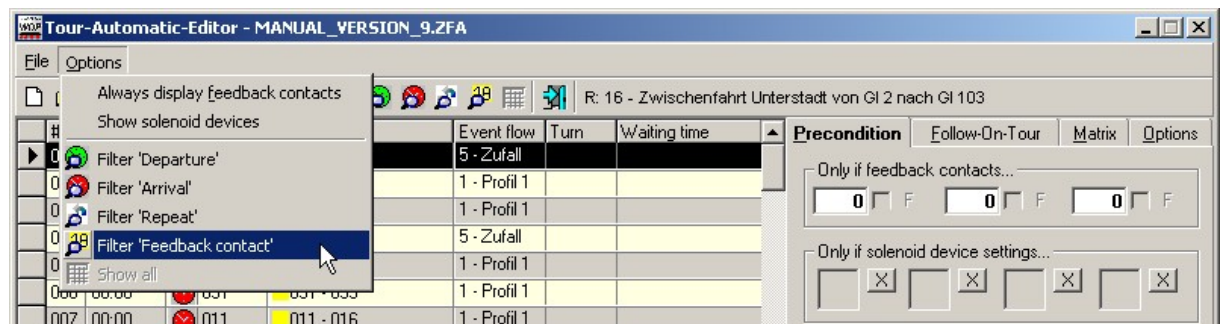 Tour-Automatic-Editor - MANUAL_VERSION_9.ZFA
File Options
R: 16 - Zwischenfahrt Unterstadt von Gl 2 nach Gl 103
Always display feedback contacts
Show solenoid devices
Filter 'Departure'
Filter 'Arrival'
Filter 'Repeat'
Filter 'Feedback contact'
Show all
# Event flow Turn Waiting time
5 - Zufall
1 - Profil 1
1 - Profil 1
5 - Zufall
1 - Profil 1
1 - Profil 1
007 00:00 011 011 - 016 1 - Profil 1
Precondition Follow-On-Tour Matrix Options
Only if feedback contacts...
0 F 0 F 0 F
Only if solenoid device settings...
X X X X